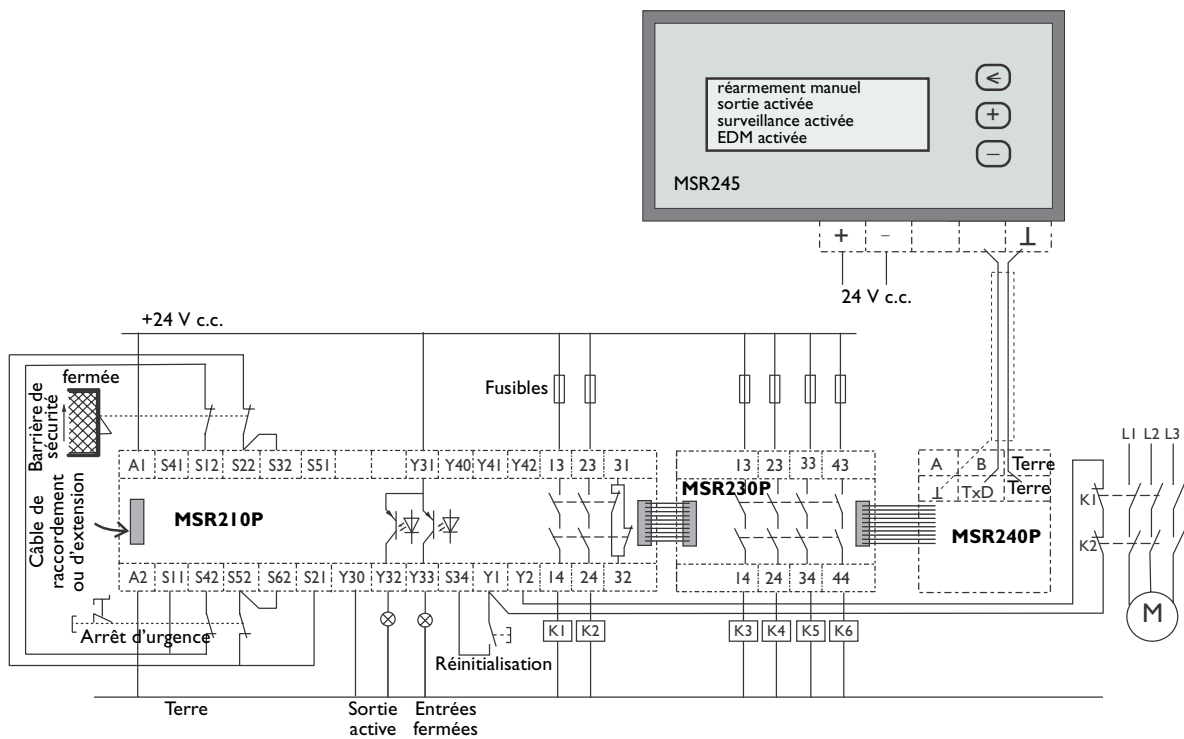 réarmement manuel
sortie activée
surveillance activée
EDM activée
MSR245
+ −
24 V c.c.
+24 V c.c.
fermée
Barrière de
sécurité
Fusibles
L1 L2 L3
A1 S41 S12 S22 S32 S51 Y31 Y40 Y41 Y42 13 23 31
13 23 33 43
A B Terre
TxD Terre
Câble de
raccordement
ou d'extension
MSR210P
MSR230P
MSR240P
K1
K2
A2 S11 S42 S52 S62 S21 Y30 Y32 Y33 S34 Y1 Y2 14 24 32
14 24 34 44
M
Arrêt d'urgence
K1 K2
K3 K4 K5 K6
Réinitialisation
Terre
Sortie
active
Entrées
fermées